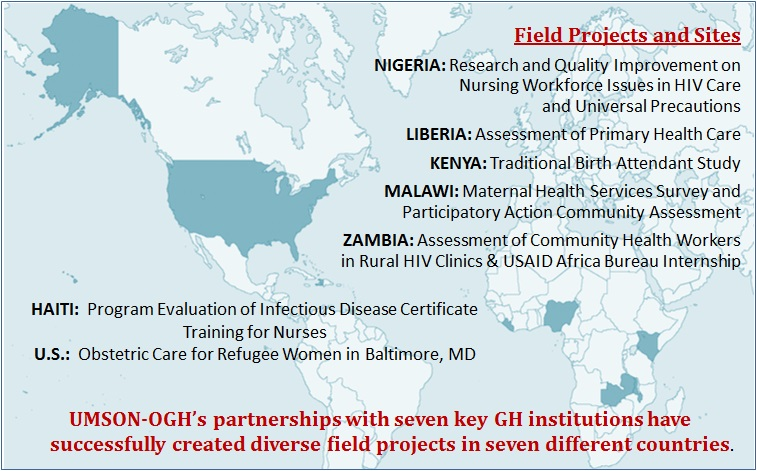 Field Projects and Sites
NIGERIA: Research and Quality Improvement on
Nursing Workforce Issues in HIV Care
and Universal Precautions
LIBERIA: Assessment of Primary Health Care
KENYA: Traditional Birth Attendant Study
MALAWI: Maternal Health Services Survey and
Participatory Action Community Assessment
ZAMBIA: Assessment of Community Health Workers
in Rural HIV Clinics & USAID Africa Bureau Internship
HAITI: Program Evaluation of Infectious Disease Certificate
Training for Nurses
U.S.: Obstetric Care for Refugee Women in Baltimore, MD
UMSON-OGH’s partnerships with seven key GH institutions have
successfully created diverse field projects in seven different countries.